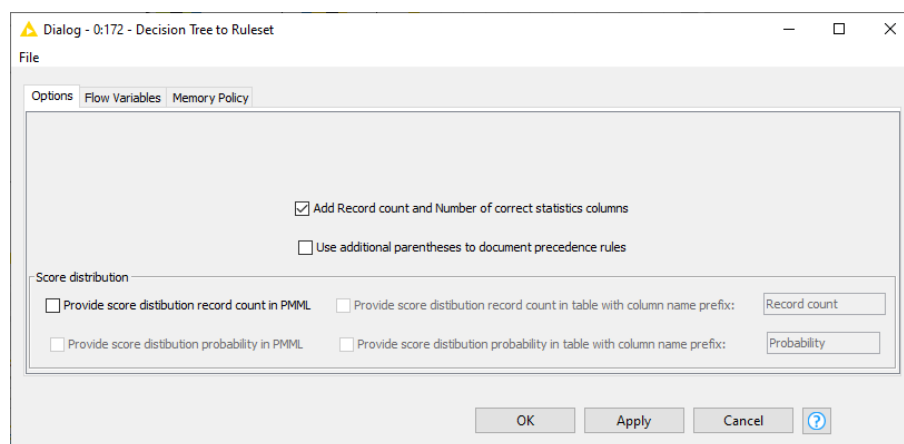 Dialog - 0:172 - Decision Tree to Ruleset
File
Options Flow Variables Memory Policy
Add Record count and Number of correct statistics columns
Use additional parentheses to document precedence rules
Score distribution
Provide score distibution record count in PMML Provide score distibution record count in table with column name prefix: Record count
Provide score distibution probability in PMML Provide score distibution probability in table with column name prefix: Probability
OK Apply Cancel ?